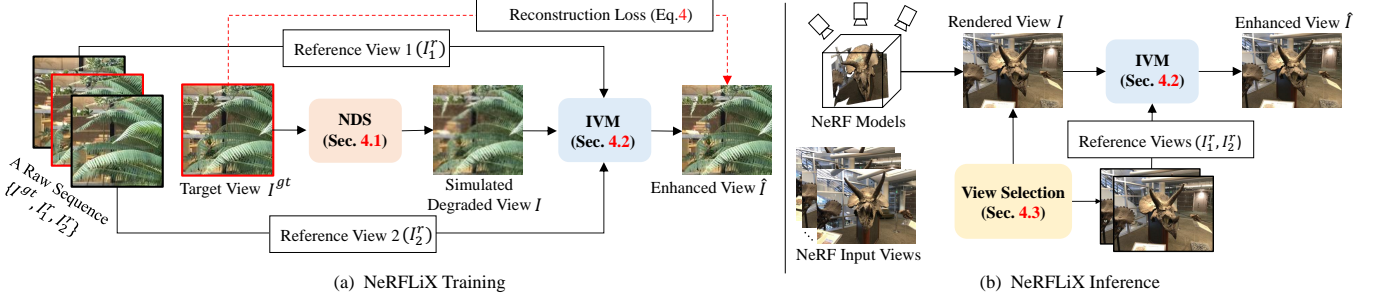 Reconstruction Loss (Eq.4)
Reference View 1 (I₁ʳ)
NDS
(Sec. 4.1)
IVM
(Sec. 4.2)
A Raw Sequence
{Iᵍᵗ, I₁ʳ, I₂ʳ}
Target View Iᵍᵗ
Simulated
Degraded View I
Enhanced View Î
Reference View 2 (I₂ʳ)
(a) NeRFLiX Training
Rendered View I
Enhanced View Î
IVM
(Sec. 4.2)
NeRF Models
Reference Views (I₁ʳ, I₂ʳ)
View Selection
(Sec. 4.3)
...
NeRF Input Views
(b) NeRFLiX Inference